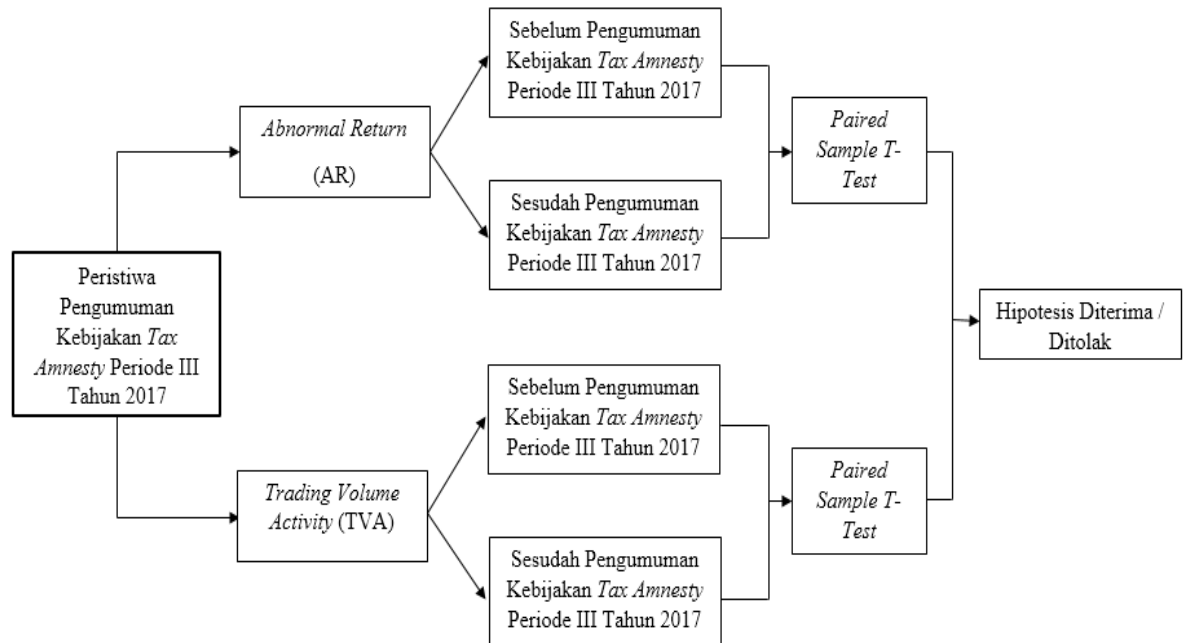 Peristiwa
Pengumuman
Kebijakan Tax
Amnesty Periode III
Tahun 2017
Abnormal Return
(AR)
Sebelum Pengumuman
Kebijakan Tax Amnesty
Periode III Tahun 2017
Sesudah Pengumuman
Kebijakan Tax Amnesty
Periode III Tahun 2017
Paired
Sample T-
Test
Trading Volume
Activity (TVA)
Sebelum Pengumuman
Kebijakan Tax Amnesty
Periode III Tahun 2017
Sesudah Pengumuman
Kebijakan Tax Amnesty
Periode III Tahun 2017
Paired
Sample T-
Test
Hipotesis Diterima /
Ditolak